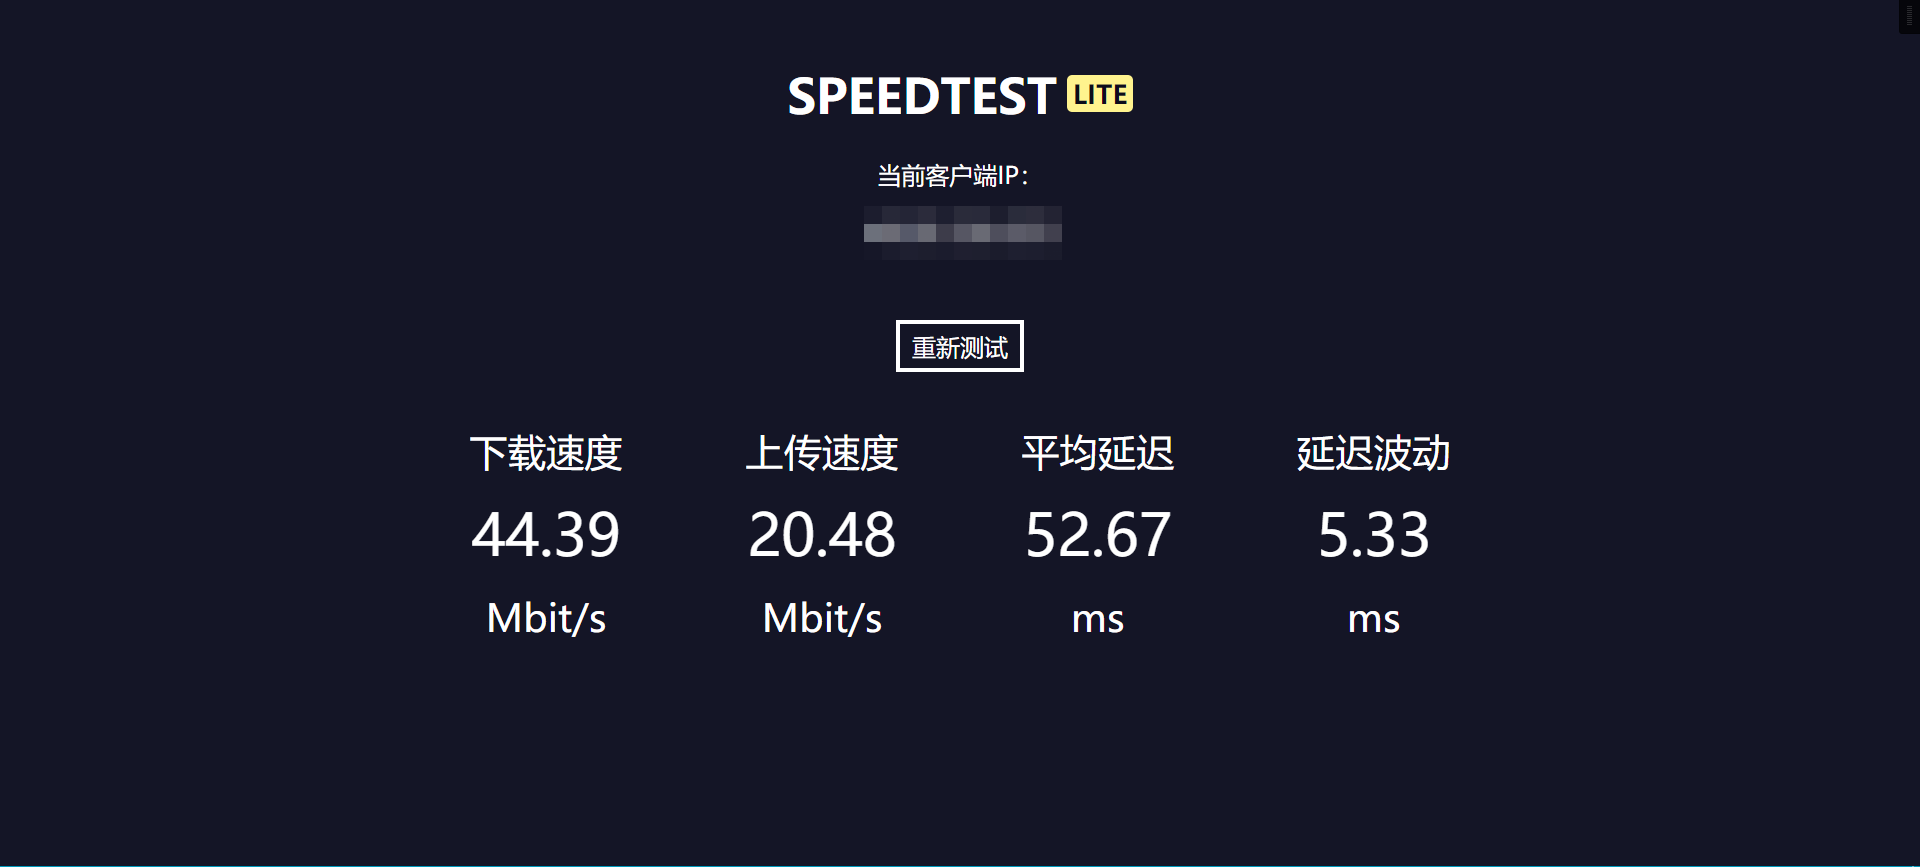 SPEEDTEST LITE
当前客户端IP：
重新测试
下载速度 上传速度 平均延迟 延迟波动
44.39 20.48 52.67 5.33
Mbit/s Mbit/s ms ms